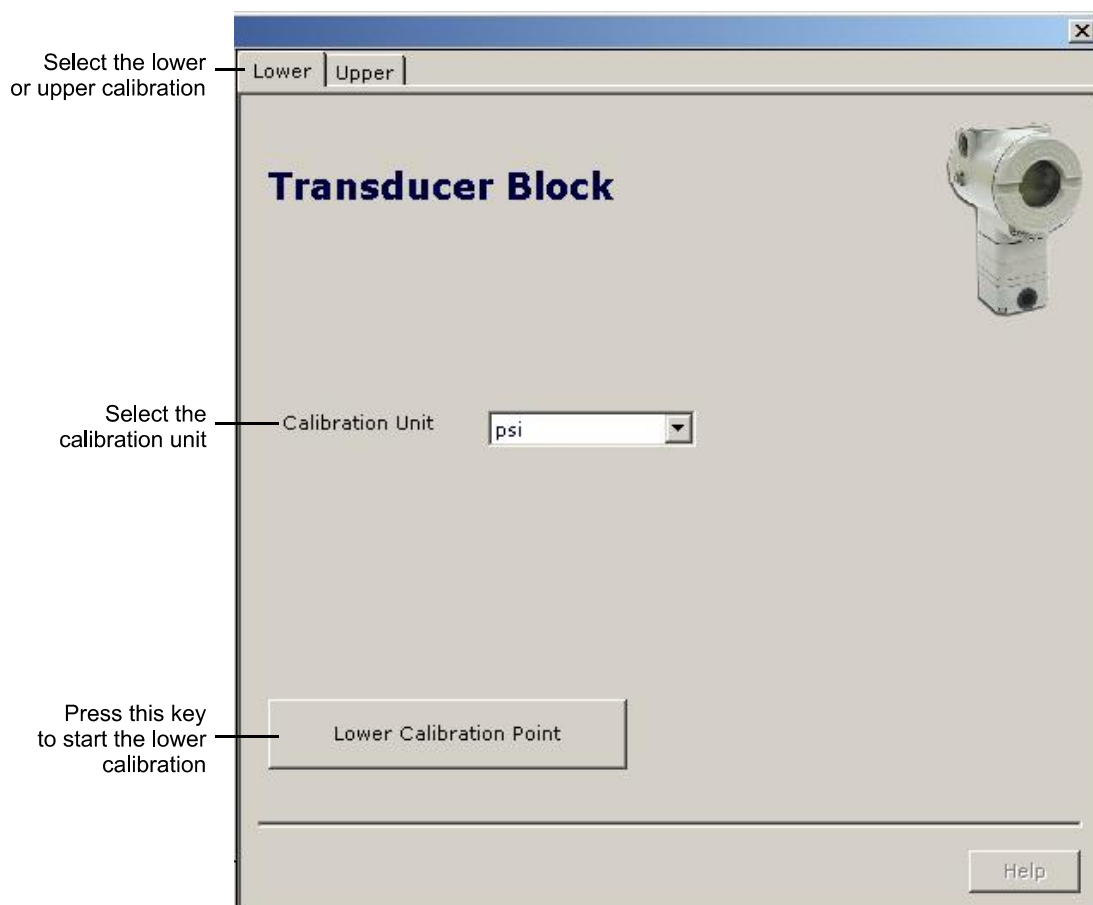 Select the lower
or upper calibration
Lower Upper
Transducer Block
Select the
calibration unit
Calibration Unit psi
Press this key
to start the lower
calibration
Lower Calibration Point
Help